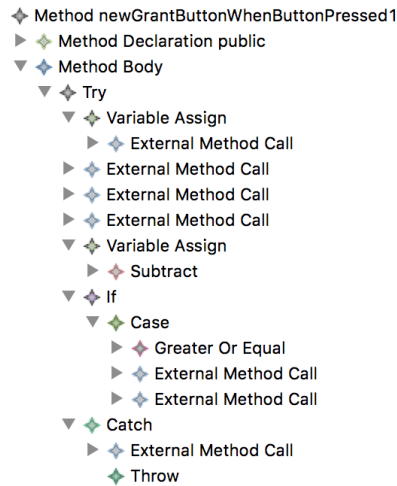 Method newGrantButtonWhenButtonPressed1
Method Declaration public
Method Body
Try
Variable Assign
External Method Call
External Method Call
External Method Call
External Method Call
Variable Assign
Subtract
If
Case
Greater Or Equal
External Method Call
External Method Call
Catch
External Method Call
Throw